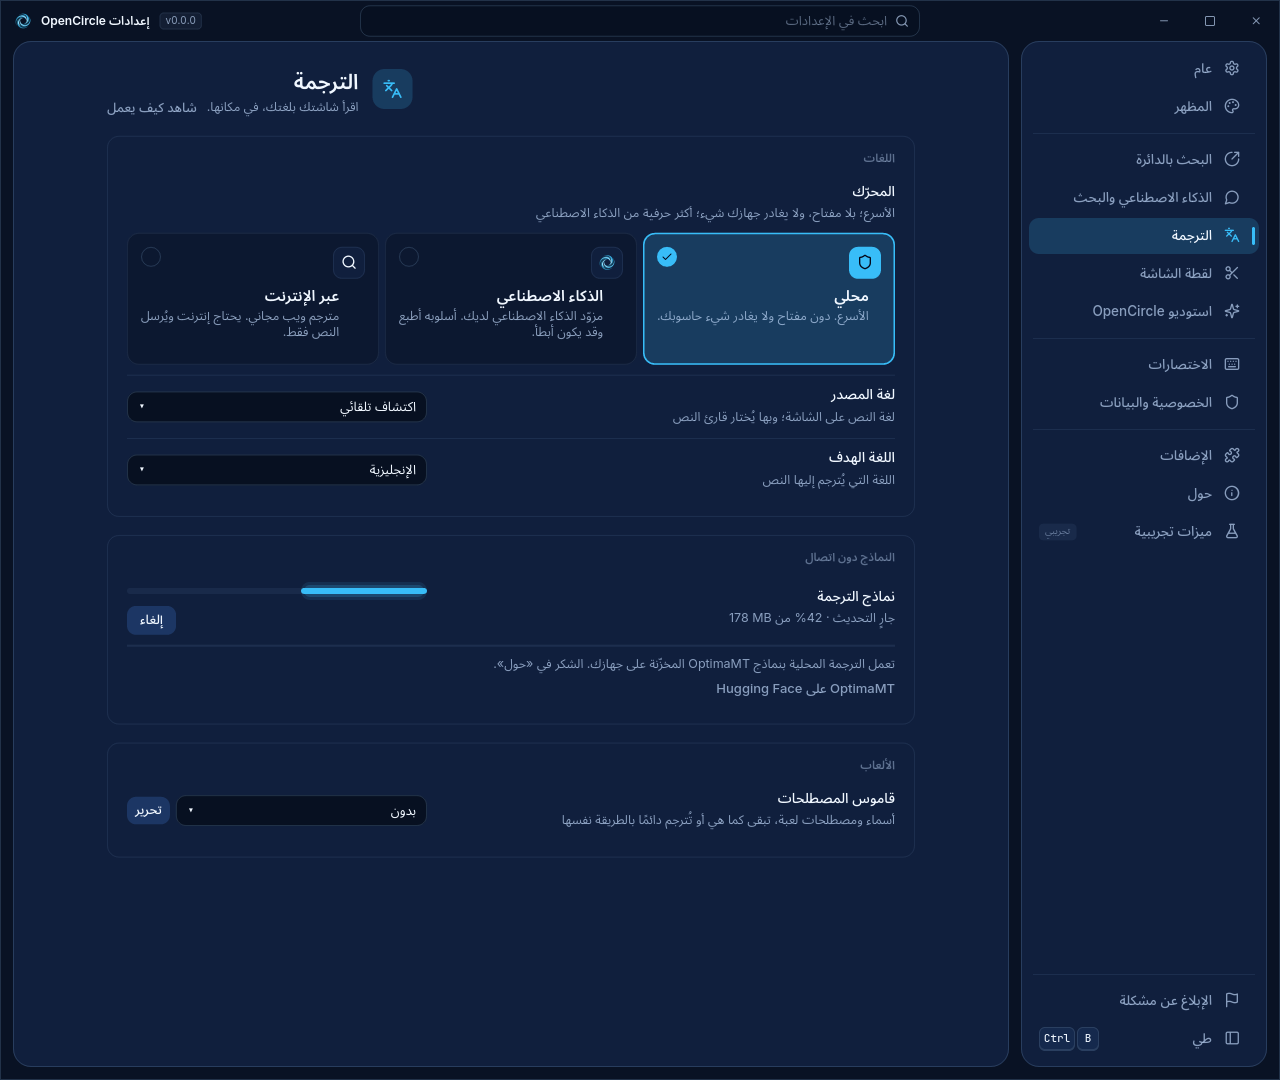 إعدادات OpenCircle
v0.0.0
ابحث في الإعدادات
عام
المظهر
البحث بالدائرة
الذكاء الاصطناعي والبحث
الترجمة
لقطة الشاشة
استوديو OpenCircle
الاختصارات
الخصوصية والبيانات
الإضافات
حول
ميزات تجريبية
تجريبي
الإبلاغ عن مشكلة
طي
Ctrl B
الترجمة
اقرأ شاشتك بلغتك، في مكانها. شاهد كيف يعمل
اللغات
المحرّك
الأسرع؛ بلا مفتاح، ولا يغادر جهازك شيء؛ أكثر حرفية من الذكاء الاصطناعي
محلي
الأسرع. دون مفتاح ولا يغادر شيء حاسوبك.
الذكاء الاصطناعي
مزوّد الذكاء الاصطناعي لديك. أسلوبه أطبع
وقد يكون أبطأ.
عبر الإنترنت
مترجم ويب مجاني. يحتاج إنترنت ويُرسل
النص فقط.
لغة المصدر
لغة النص على الشاشة؛ وبها يُختار قارئ النص
اكتشاف تلقائي
اللغة الهدف
اللغة التي يُترجم إليها النص
الإنجليزية
النماذج دون اتصال
نماذج الترجمة
جارٍ التحديث · 42% من 178 MB
إلغاء
تعمل الترجمة المحلية بنماذج OptimaMT المخزّنة على جهازك. الشكر في «حول».
OptimaMT على Hugging Face
الألعاب
قاموس المصطلحات
أسماء ومصطلحات لعبة، تبقى كما هي أو تُترجم دائمًا بالطريقة نفسها
بدون
تحرير